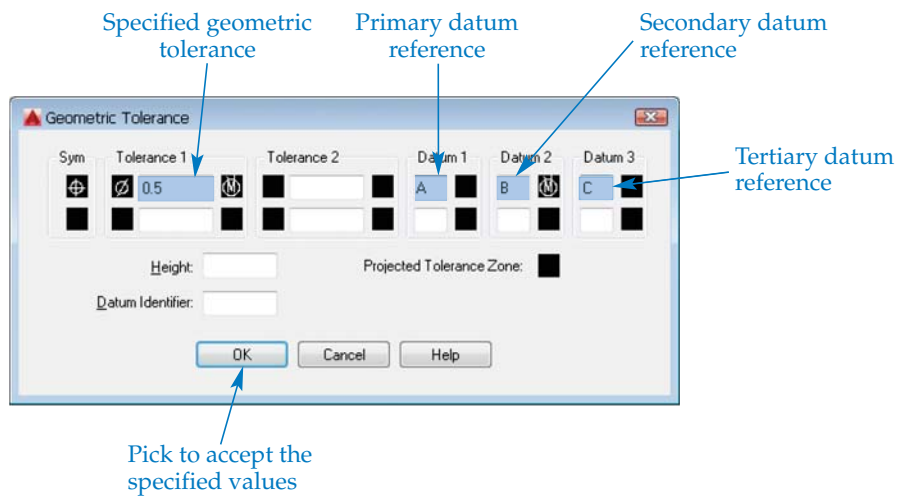 Specified geometric
tolerance
Primary datum
reference
Secondary datum
reference
Geometric Tolerance
Sym
Tolerance 1
Tolerance 2
Datum 1
Datum 2
Datum 3
⌖ ⌀ 0.5 Ⓜ A B Ⓜ C
Tertiary datum
reference
Height:
Projected Tolerance Zone:
Datum Identifier:
OK
Cancel
Help
Pick to accept the
specified values